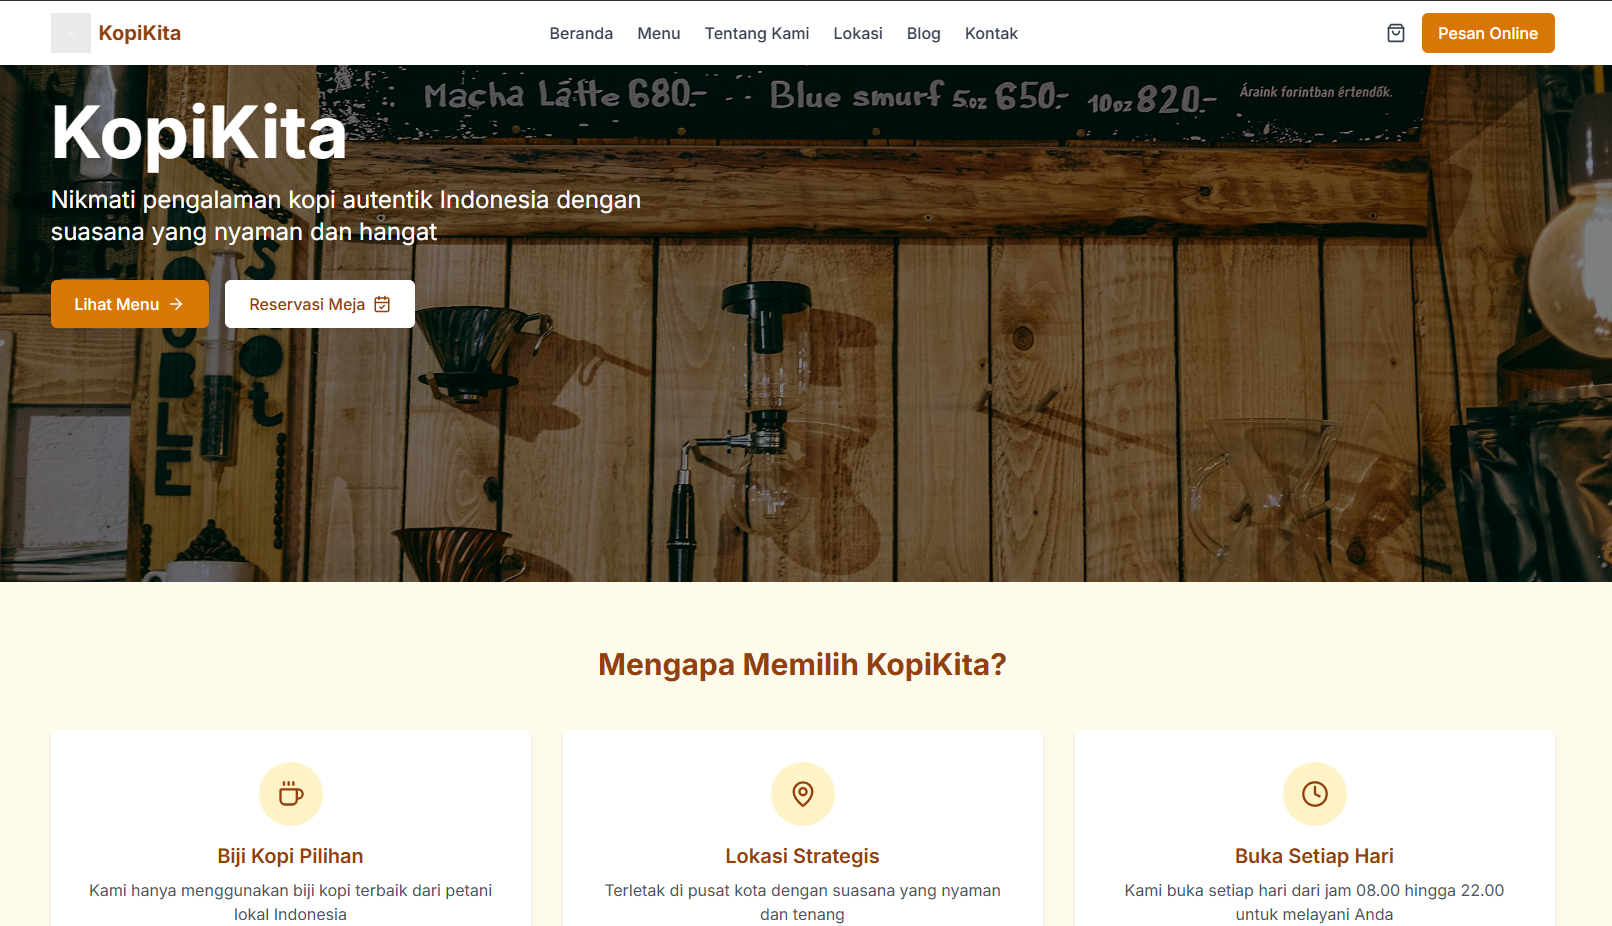 KopiKita
Beranda
Menu
Tentang Kami
Lokasi
Blog
Kontak
Pesan Online
Macha Látte 680.- Blue smurf 5oz 650.- 10oz 820.- Áraink forintban értendők.
KopiKita
Nikmati pengalaman kopi autentik Indonesia dengan
suasana yang nyaman dan hangat
Lihat Menu
Reservasi Meja
Mengapa Memilih KopiKita?
Biji Kopi Pilihan
Kami hanya menggunakan biji kopi terbaik dari petani
lokal Indonesia
Lokasi Strategis
Terletak di pusat kota dengan suasana yang nyaman
dan tenang
Buka Setiap Hari
Kami buka setiap hari dari jam 08.00 hingga 22.00
untuk melayani Anda